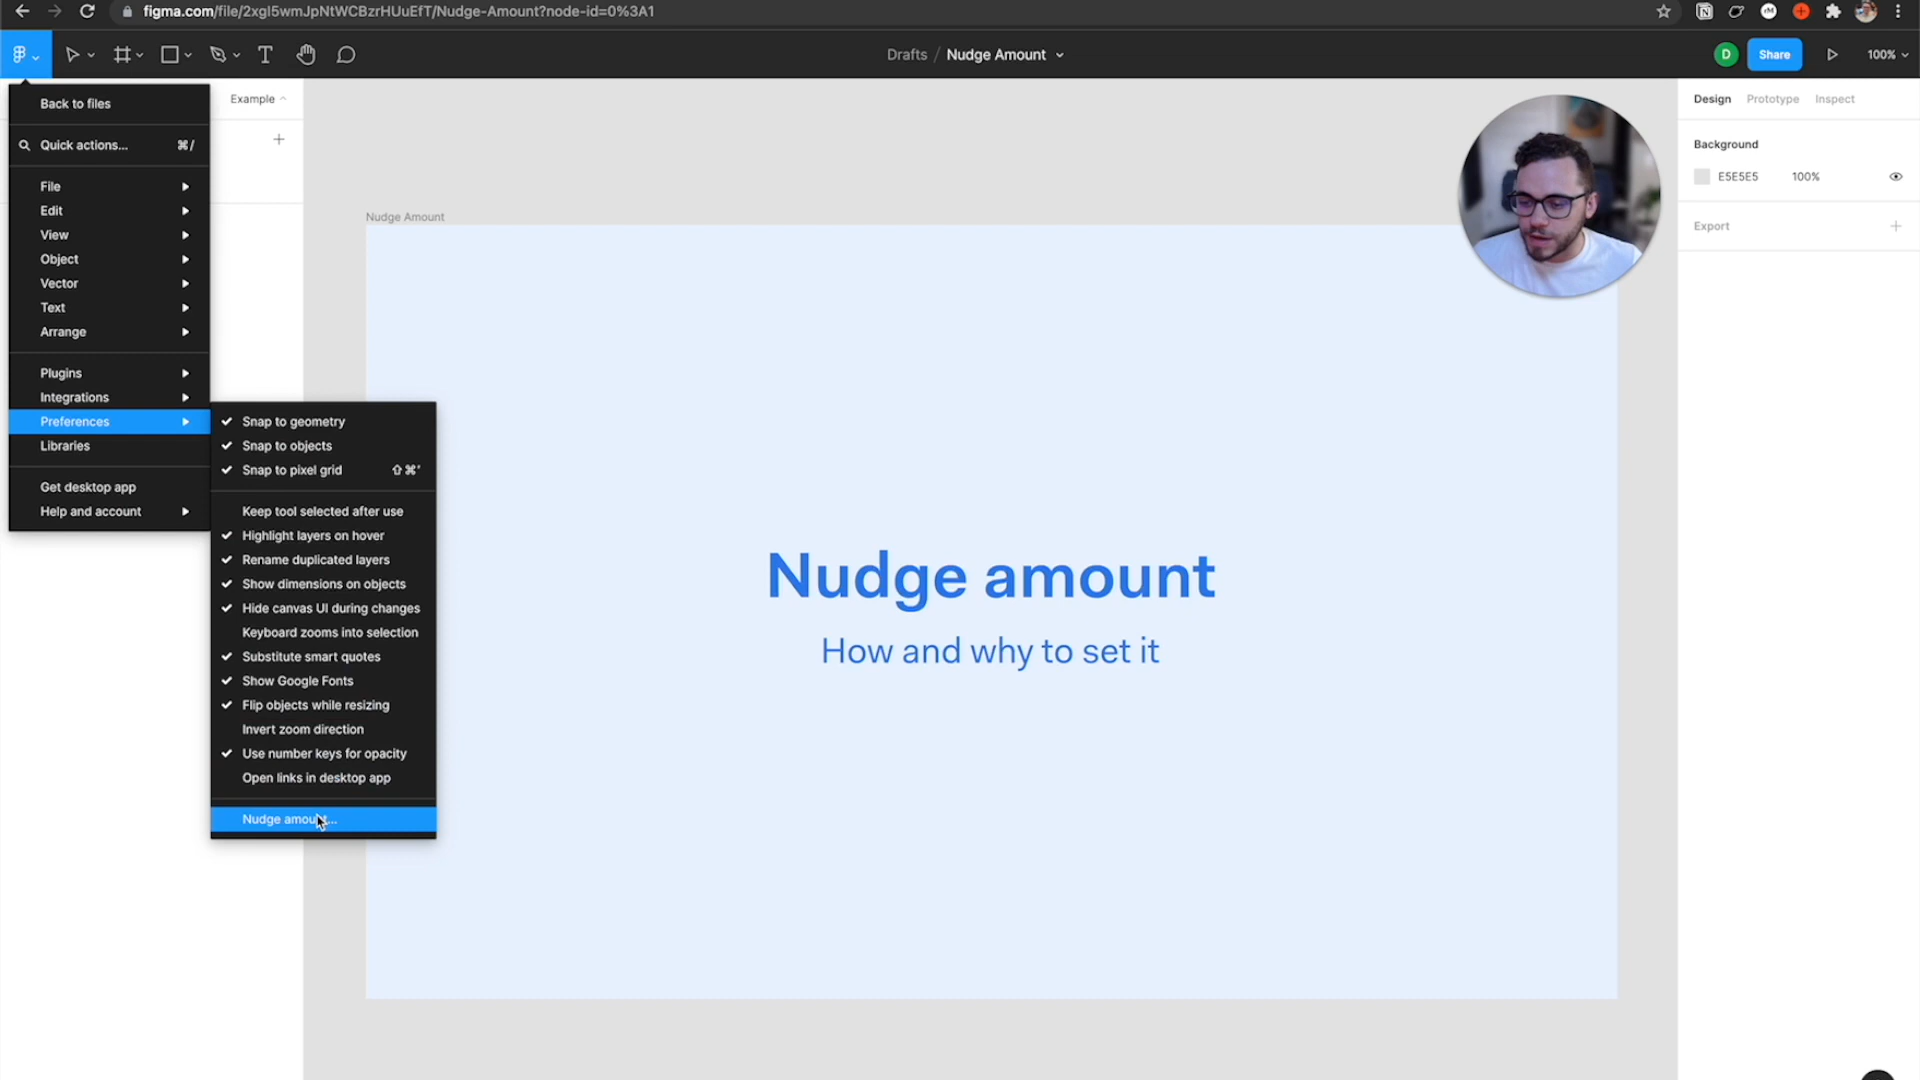 figma.com/file/2xgl5wmJpNtWCBzrHUuEfT/Nudge-Amount?node-id=0%3A1
Drafts / Nudge Amount
D
Share
100%
Back to files
Quick actions... ⌘/
File
Edit
View
Object
Vector
Text
Arrange
Plugins
Integrations
Preferences
Libraries
Get desktop app
Help and account
Example
Snap to geometry
Snap to objects
Snap to pixel grid ⇧⌘'
Keep tool selected after use
Highlight layers on hover
Rename duplicated layers
Show dimensions on objects
Hide canvas UI during changes
Keyboard zooms into selection
Substitute smart quotes
Show Google Fonts
Flip objects while resizing
Invert zoom direction
Use number keys for opacity
Open links in desktop app
Nudge amount...
Nudge Amount
Nudge amount
How and why to set it
Design Prototype Inspect
Background
E5E5E5 100%
Export